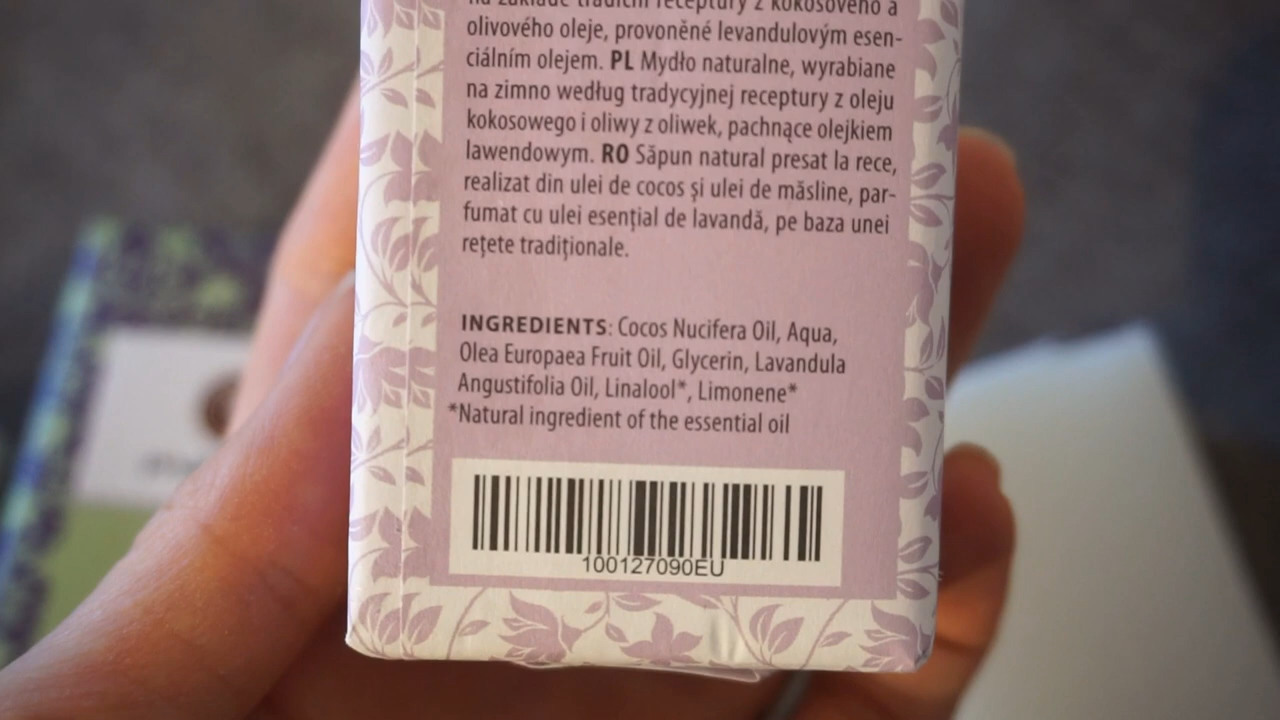 na základě tradiční receptury z kokosového a
olivového oleje, provoněné levandulovým esen-
ciálním olejem. PL Mydło naturalne, wyrabiane
na zimno według tradycyjnej receptury z oleju
kokosowego i oliwy z oliwek, pachnące olejkiem
lawendowym. RO Săpun natural presat la rece,
realizat din ulei de cocos și ulei de măsline, par-
fumat cu ulei esențial de lavandă, pe baza unei
rețete tradiționale.
INGREDIENTS: Cocos Nucifera Oil, Aqua,
Olea Europaea Fruit Oil, Glycerin, Lavandula
Angustifolia Oil, Linalool*, Limonene*
*Natural ingredient of the essential oil
100127090EU